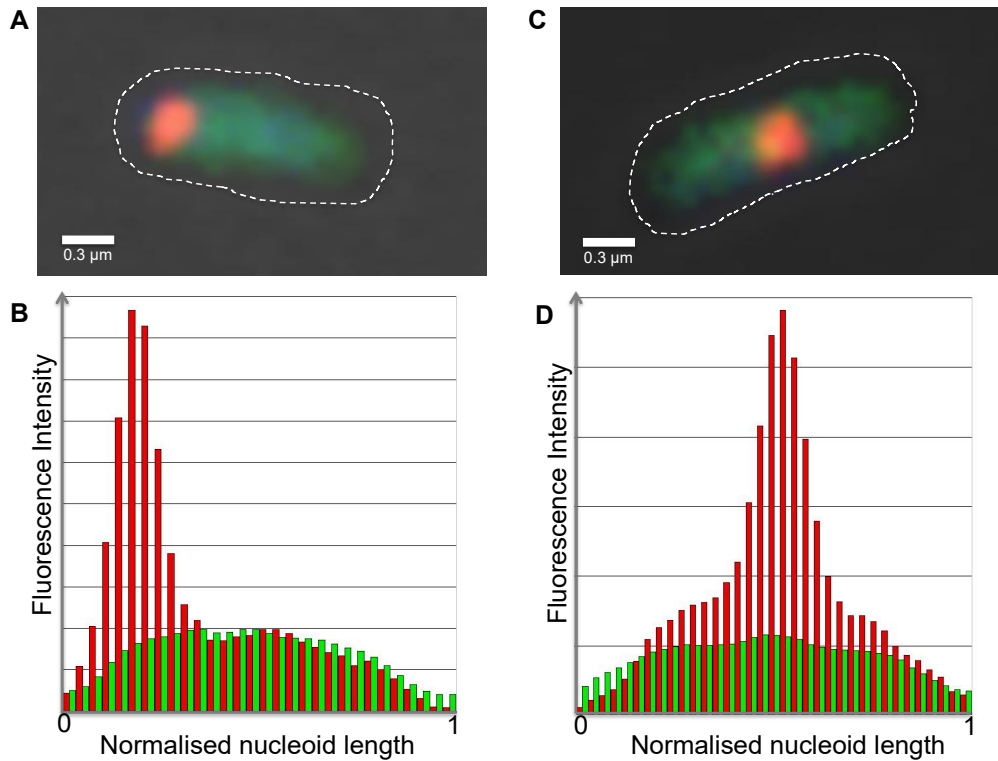 A
C
0.3 µm
0.3 µm
B
D
Fluorescence Intensity
Fluorescence Intensity
0
1
0
1
Normalised nucleoid length
Normalised nucleoid length